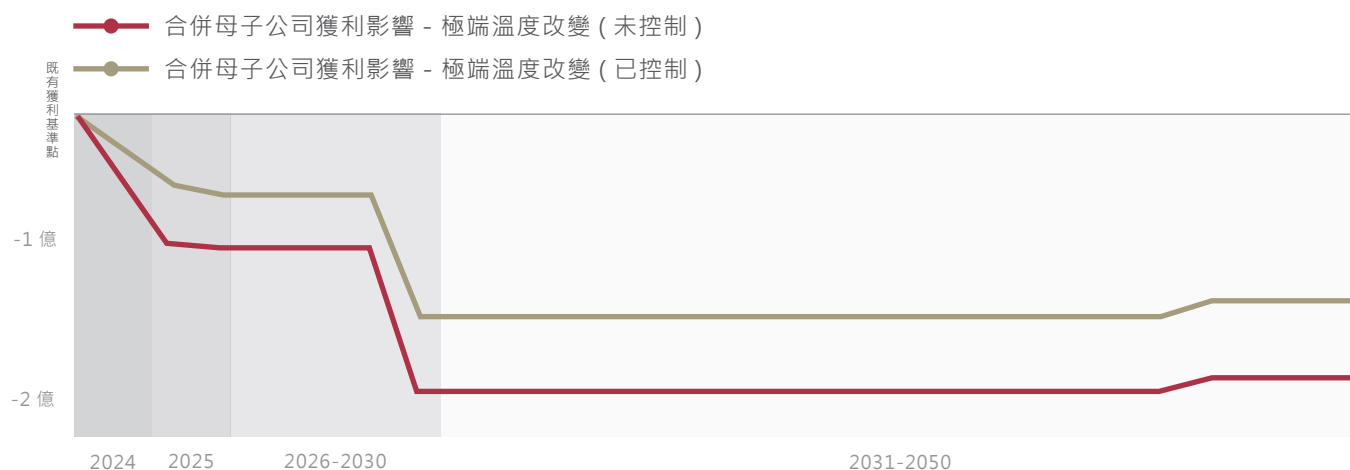 合併母子公司獲利影響 - 極端溫度改變 ( 未控制 )
合併母子公司獲利影響 - 極端溫度改變 ( 已控制 )
既有獲利基準點
-1 億
-2 億
2024
2025
2026-2030
2031-2050